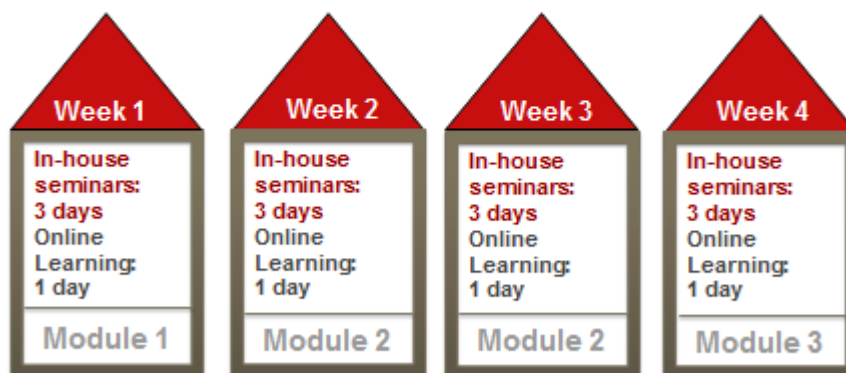 Week 1
In-house
seminars:
3 days
Online
Learning:
1 day
Module 1
Week 2
In-house
seminars:
3 days
Online
Learning:
1 day
Module 2
Week 3
In-house
seminars:
3 days
Online
Learning:
1 day
Module 2
Week 4
In-house
seminars:
3 days
Online
Learning:
1 day
Module 3